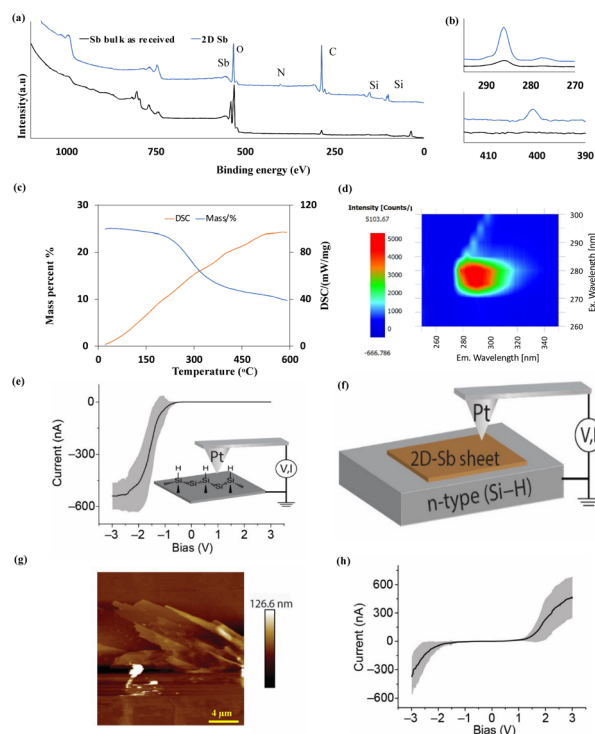 (a)
Sb bulk as received
2D Sb
Sb
O
N
C
Si
Si
Intensity(a.u)
1000
750
500
250
0
Binding energy (eV)
(b)
290
280
270
410
400
390
(c)
DSC
Mass/%
30
20
10
0
120
80
40
0
Mass percent %
DSC/(mW/mg)
0
150
300
450
600
Temperature (°C)
(d)
5103.67
5000
4000
3000
2000
1000
0
-666.786
300
290
280
270
260
Ex. Wavelength [nm]
260
280
300
320
340
Em. Wavelength [nm]
(e)
0
−300
−600
Current (nA)
Pt
V,I
H
H
H
Si
Si
Si
Si
Si
−3
−2
−1
0
1
2
3
Bias (V)
(f)
Pt
V,I
2D-Sb sheet
n-type (Si–H)
(g)
126.6 nm
4 μm
(h)
600
300
0
−300
−600
Current (nA)
−3
−2
−1
0
1
2
3
Bias (V)